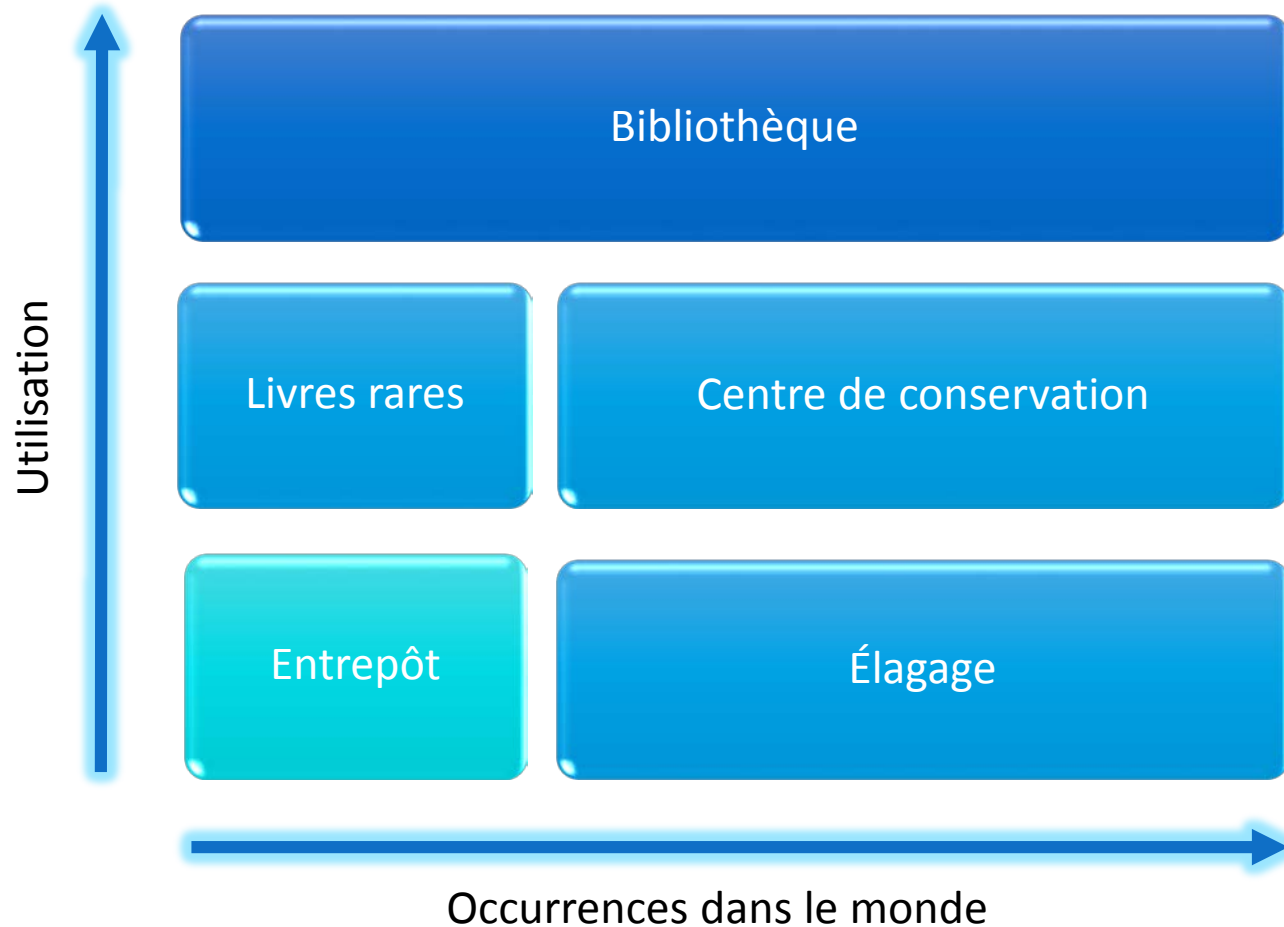 Utilisation
Bibliothèque
Livres rares
Centre de conservation
Entrepôt
Élagage
Occurrences dans le monde